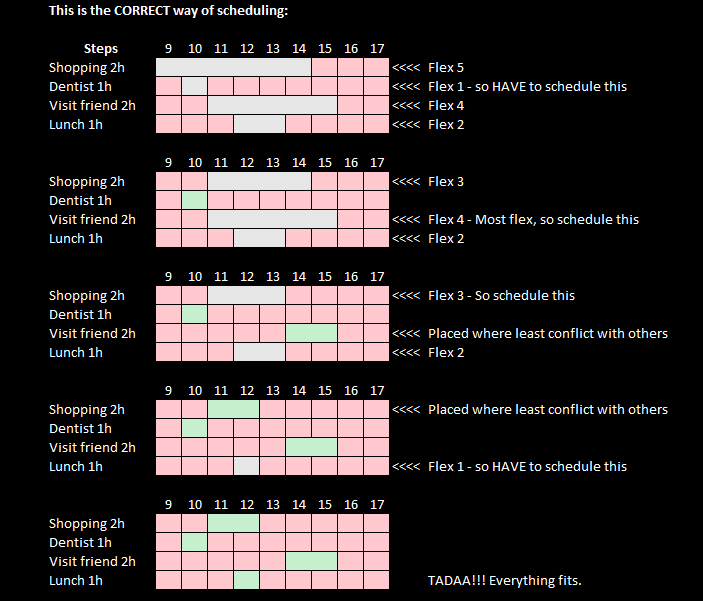 This is the CORRECT way of scheduling:
Steps 9 10 11 12 13 14 15 16 17
Shopping 2h <<<< Flex 5
Dentist 1h <<<< Flex 1 - so HAVE to schedule this
Visit friend 2h <<<< Flex 4
Lunch 1h <<<< Flex 2
9 10 11 12 13 14 15 16 17
Shopping 2h <<<< Flex 3
Dentist 1h
Visit friend 2h <<<< Flex 4 - Most flex, so schedule this
Lunch 1h <<<< Flex 2
9 10 11 12 13 14 15 16 17
Shopping 2h <<<< Flex 3 - So schedule this
Dentist 1h
Visit friend 2h <<<< Placed where least conflict with others
Lunch 1h <<<< Flex 2
9 10 11 12 13 14 15 16 17
Shopping 2h <<<< Placed where least conflict with others
Dentist 1h
Visit friend 2h
Lunch 1h <<<< Flex 1 - so HAVE to schedule this
9 10 11 12 13 14 15 16 17
Shopping 2h
Dentist 1h
Visit friend 2h
Lunch 1h TADAA!!! Everything fits.